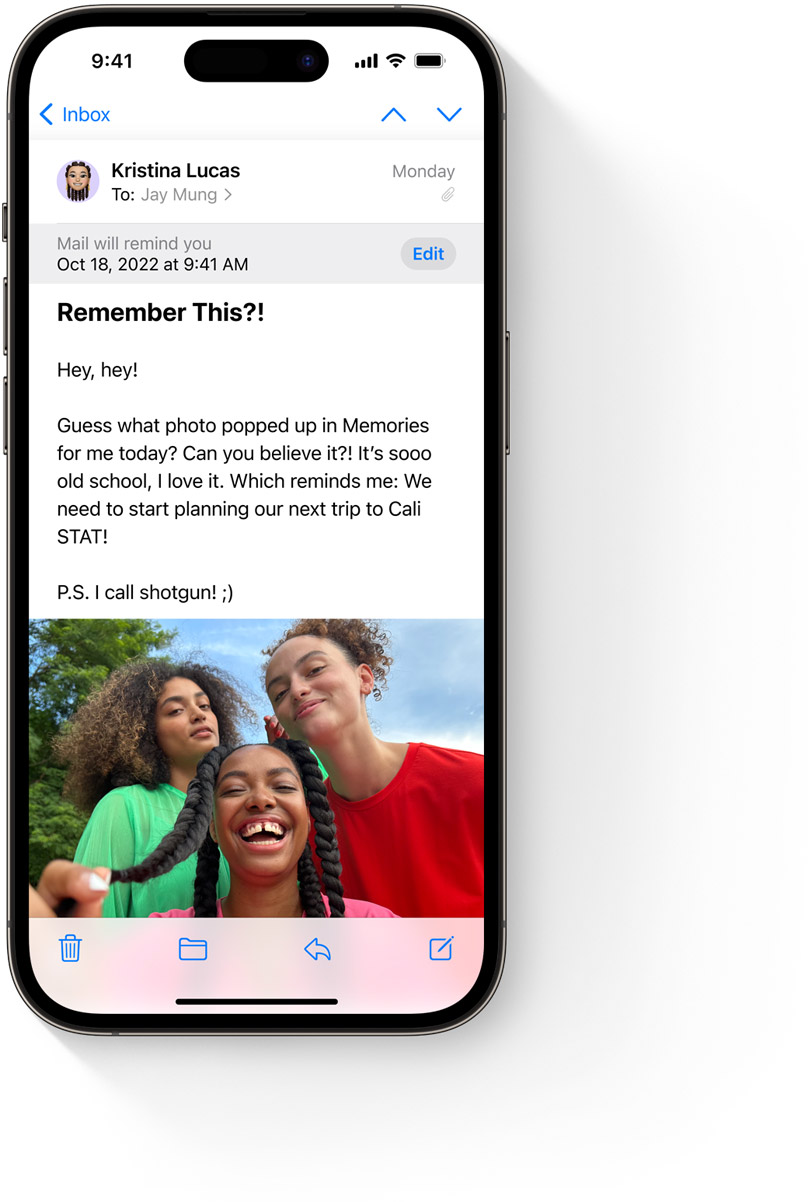 9:41
Inbox
Kristina Lucas
Monday
To: Jay Mung
Mail will remind you
Oct 18, 2022 at 9:41 AM
Edit
Remember This?!
Hey, hey!
Guess what photo popped up in Memories
for me today? Can you believe it?! It’s sooo
old school, I love it. Which reminds me: We
need to start planning our next trip to Cali
STAT!
P.S. I call shotgun! ;)